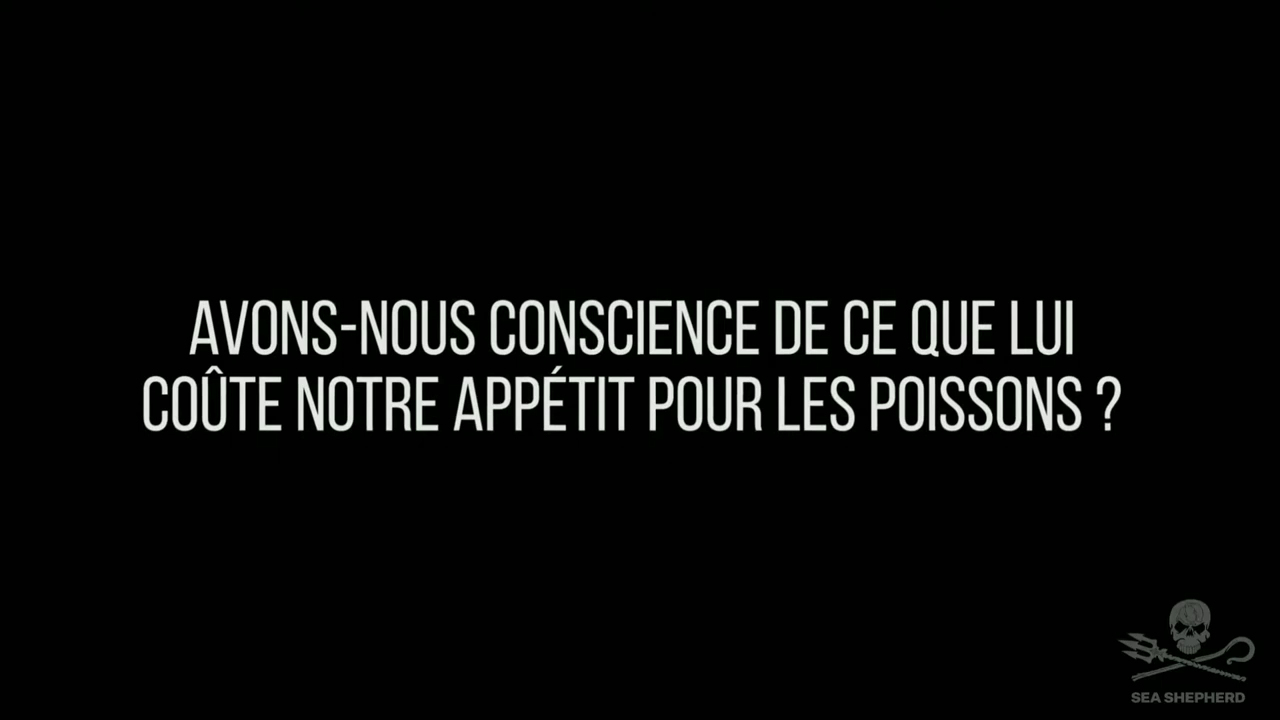 AVONS-NOUS CONSCIENCE DE CE QUE LUI
COÛTE NOTRE APPÉTIT POUR LES POISSONS ?
SEA SHEPHERD